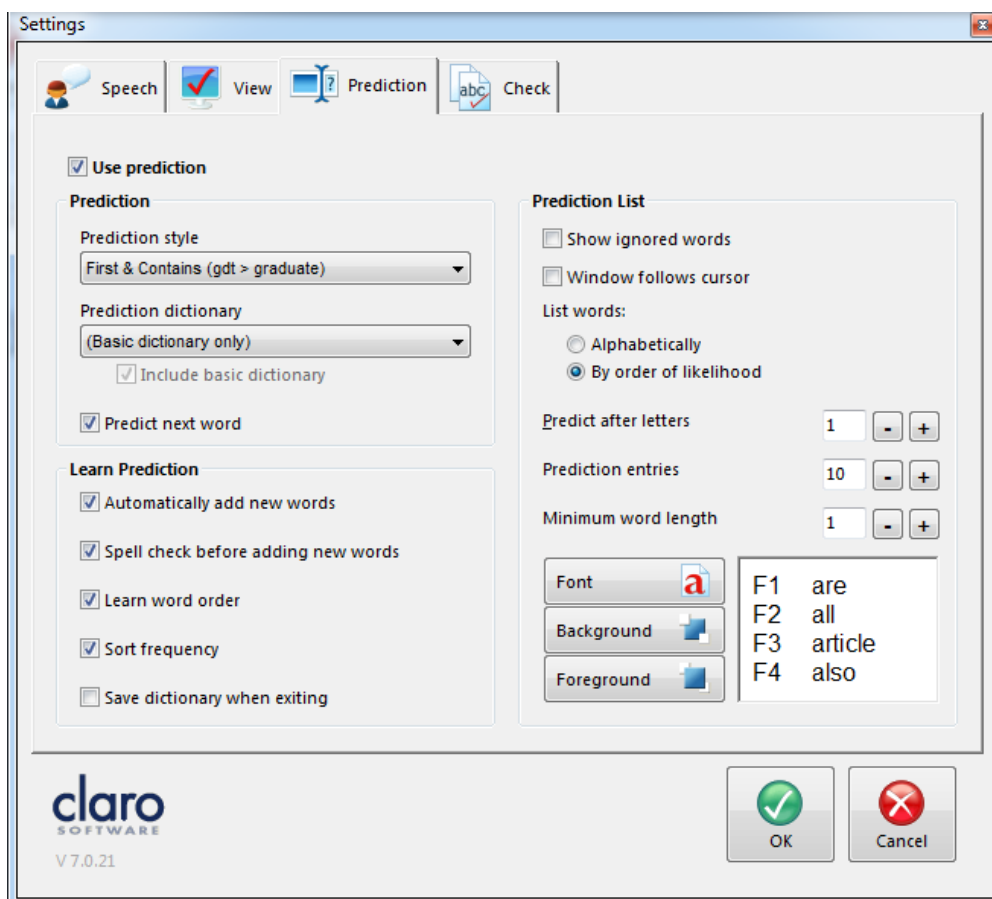 Settings
Speech
View
Prediction
Check
Use prediction
Prediction
Prediction style
First & Contains (gdt > graduate)
Prediction dictionary
(Basic dictionary only)
Include basic dictionary
Predict next word
Learn Prediction
Automatically add new words
Spell check before adding new words
Learn word order
Sort frequency
Save dictionary when exiting
Prediction List
Show ignored words
Window follows cursor
List words:
Alphabetically
By order of likelihood
Predict after letters 1 - +
Prediction entries 10 - +
Minimum word length 1 - +
Font a
Background
Foreground
F1 are
F2 all
F3 article
F4 also
claro
SOFTWARE
V 7.0.21
OK
Cancel
? 
abc